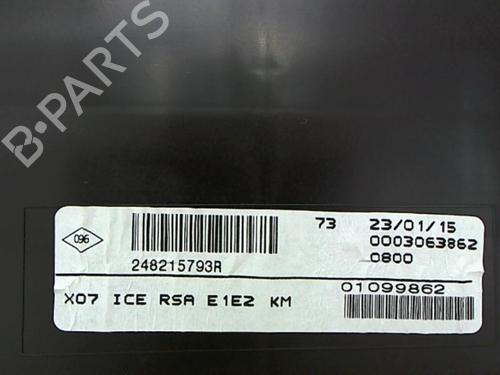 B-PARTS
096
73 23/01/15
0003063862
248215793R
0800
X07 ICE RSA E1E2 KM
01099862